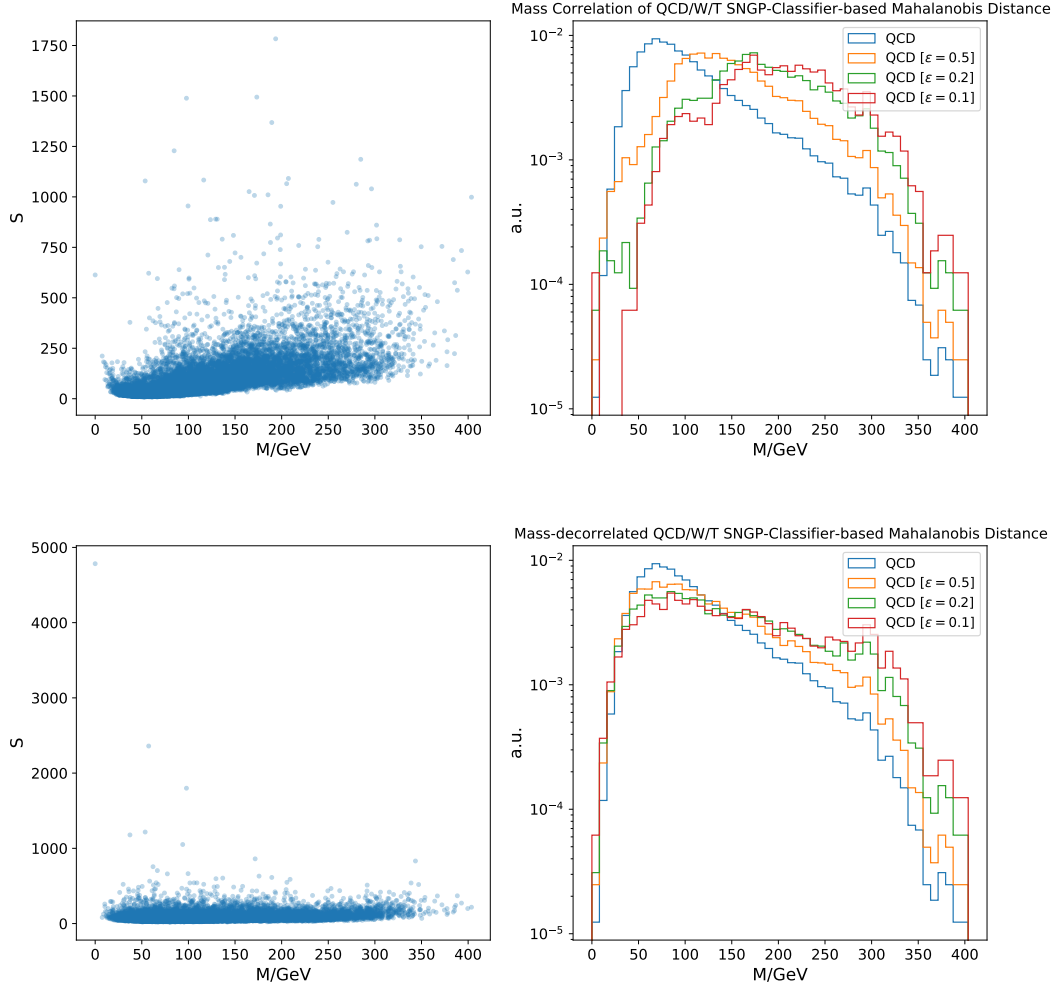 Mass Correlation of QCD/W/T SNGP-Classifier-based Mahalanobis Distance
1750
1500
1250
1000
750
500
250
0
S
0 50 100 150 200 250 300 350 400
M/GeV
10⁻²
10⁻³
10⁻⁴
10⁻⁵
a.u.
QCD
QCD [ε = 0.5]
QCD [ε = 0.2]
QCD [ε = 0.1]
0 50 100 150 200 250 300 350 400
M/GeV
Mass-decorrelated QCD/W/T SNGP-Classifier-based Mahalanobis Distance
5000
4000
3000
2000
1000
0
S
0 50 100 150 200 250 300 350 400
M/GeV
10⁻²
10⁻³
10⁻⁴
10⁻⁵
a.u.
QCD
QCD [ε = 0.5]
QCD [ε = 0.2]
QCD [ε = 0.1]
0 50 100 150 200 250 300 350 400
M/GeV